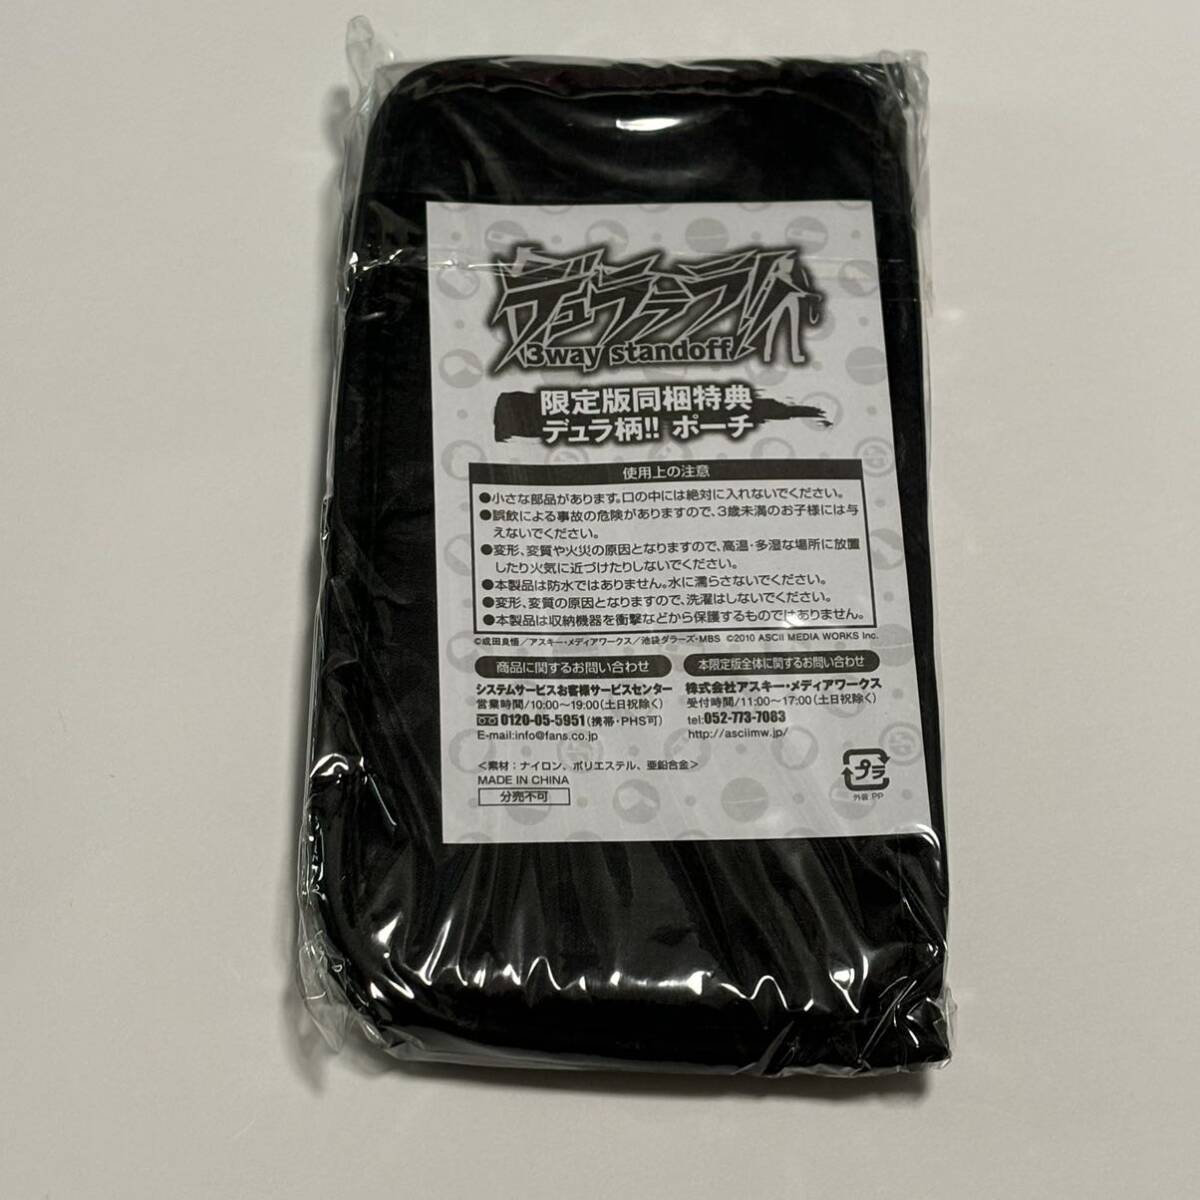 デュラララ!!
3way standoff
限定版同梱特典
デュラ柄!! ポーチ
使用上の注意
●小さな部品があります。口の中には絶対に入れないでください。
●誤飲による事故の危険がありますので、3歳未満のお子様には与
えないでください。
●変形、変質や火災の原因となりますので、高温・多湿な場所に放置
したり火気に近づけたりしないでください。
●本製品は防水ではありません。水に濡らさないでください。
●変形、変質の原因となりますので、洗濯はしないでください。
●本製品は収納機器を衝撃などから保護するものではありません。
©成田良悟/アスキー・メディアワークス/池袋ダラーズ・MBS ©2010 ASCII MEDIA WORKS Inc.
商品に関するお問い合わせ
システムサービスお客様サービスセンター
営業時間/10:00～19:00(土日祝除く)
0120-05-5951(携帯・PHS可)
E-mail:info@fans.co.jp
本限定版全体に関するお問い合わせ
株式会社アスキー・メディアワークス
受付時間/11:00～17:00(土日祝除く)
tel:052-773-7083
http://asciimw.jp/
<素材：ナイロン、ポリエステル、亜鉛合金>
MADE IN CHINA
分売不可
プラ
外装:PP